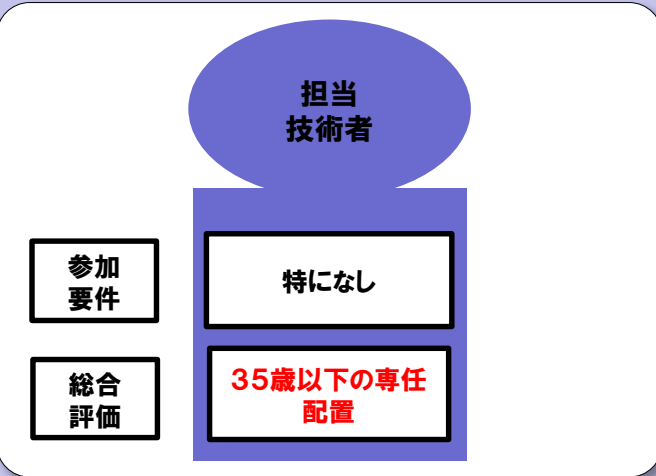 担当
技術者
参加
要件
特になし
総合
評価
35歳以下の専任
配置